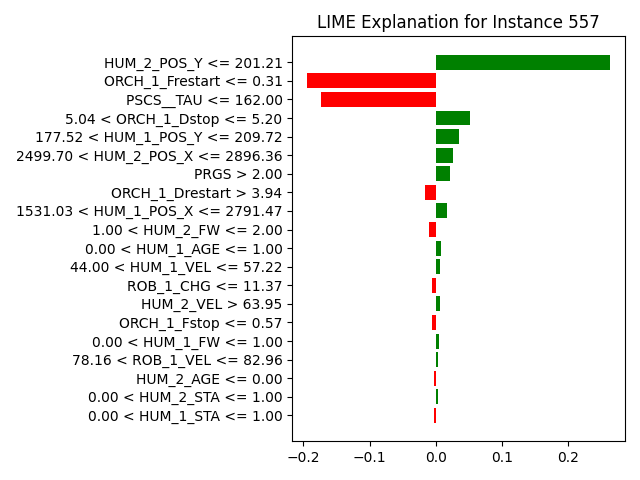 LIME Explanation for Instance 557
HUM_2_POS_Y <= 201.21
ORCH_1_Frestart <= 0.31
PSCS__TAU <= 162.00
5.04 < ORCH_1_Dstop <= 5.20
177.52 < HUM_1_POS_Y <= 209.72
2499.70 < HUM_2_POS_X <= 2896.36
PRGS > 2.00
ORCH_1_Drestart > 3.94
1531.03 < HUM_1_POS_X <= 2791.47
1.00 < HUM_2_FW <= 2.00
0.00 < HUM_1_AGE <= 1.00
44.00 < HUM_1_VEL <= 57.22
ROB_1_CHG <= 11.37
HUM_2_VEL > 63.95
ORCH_1_Fstop <= 0.57
0.00 < HUM_1_FW <= 1.00
78.16 < ROB_1_VEL <= 82.96
HUM_2_AGE <= 0.00
0.00 < HUM_2_STA <= 1.00
0.00 < HUM_1_STA <= 1.00
−0.2 −0.1 0.0 0.1 0.2